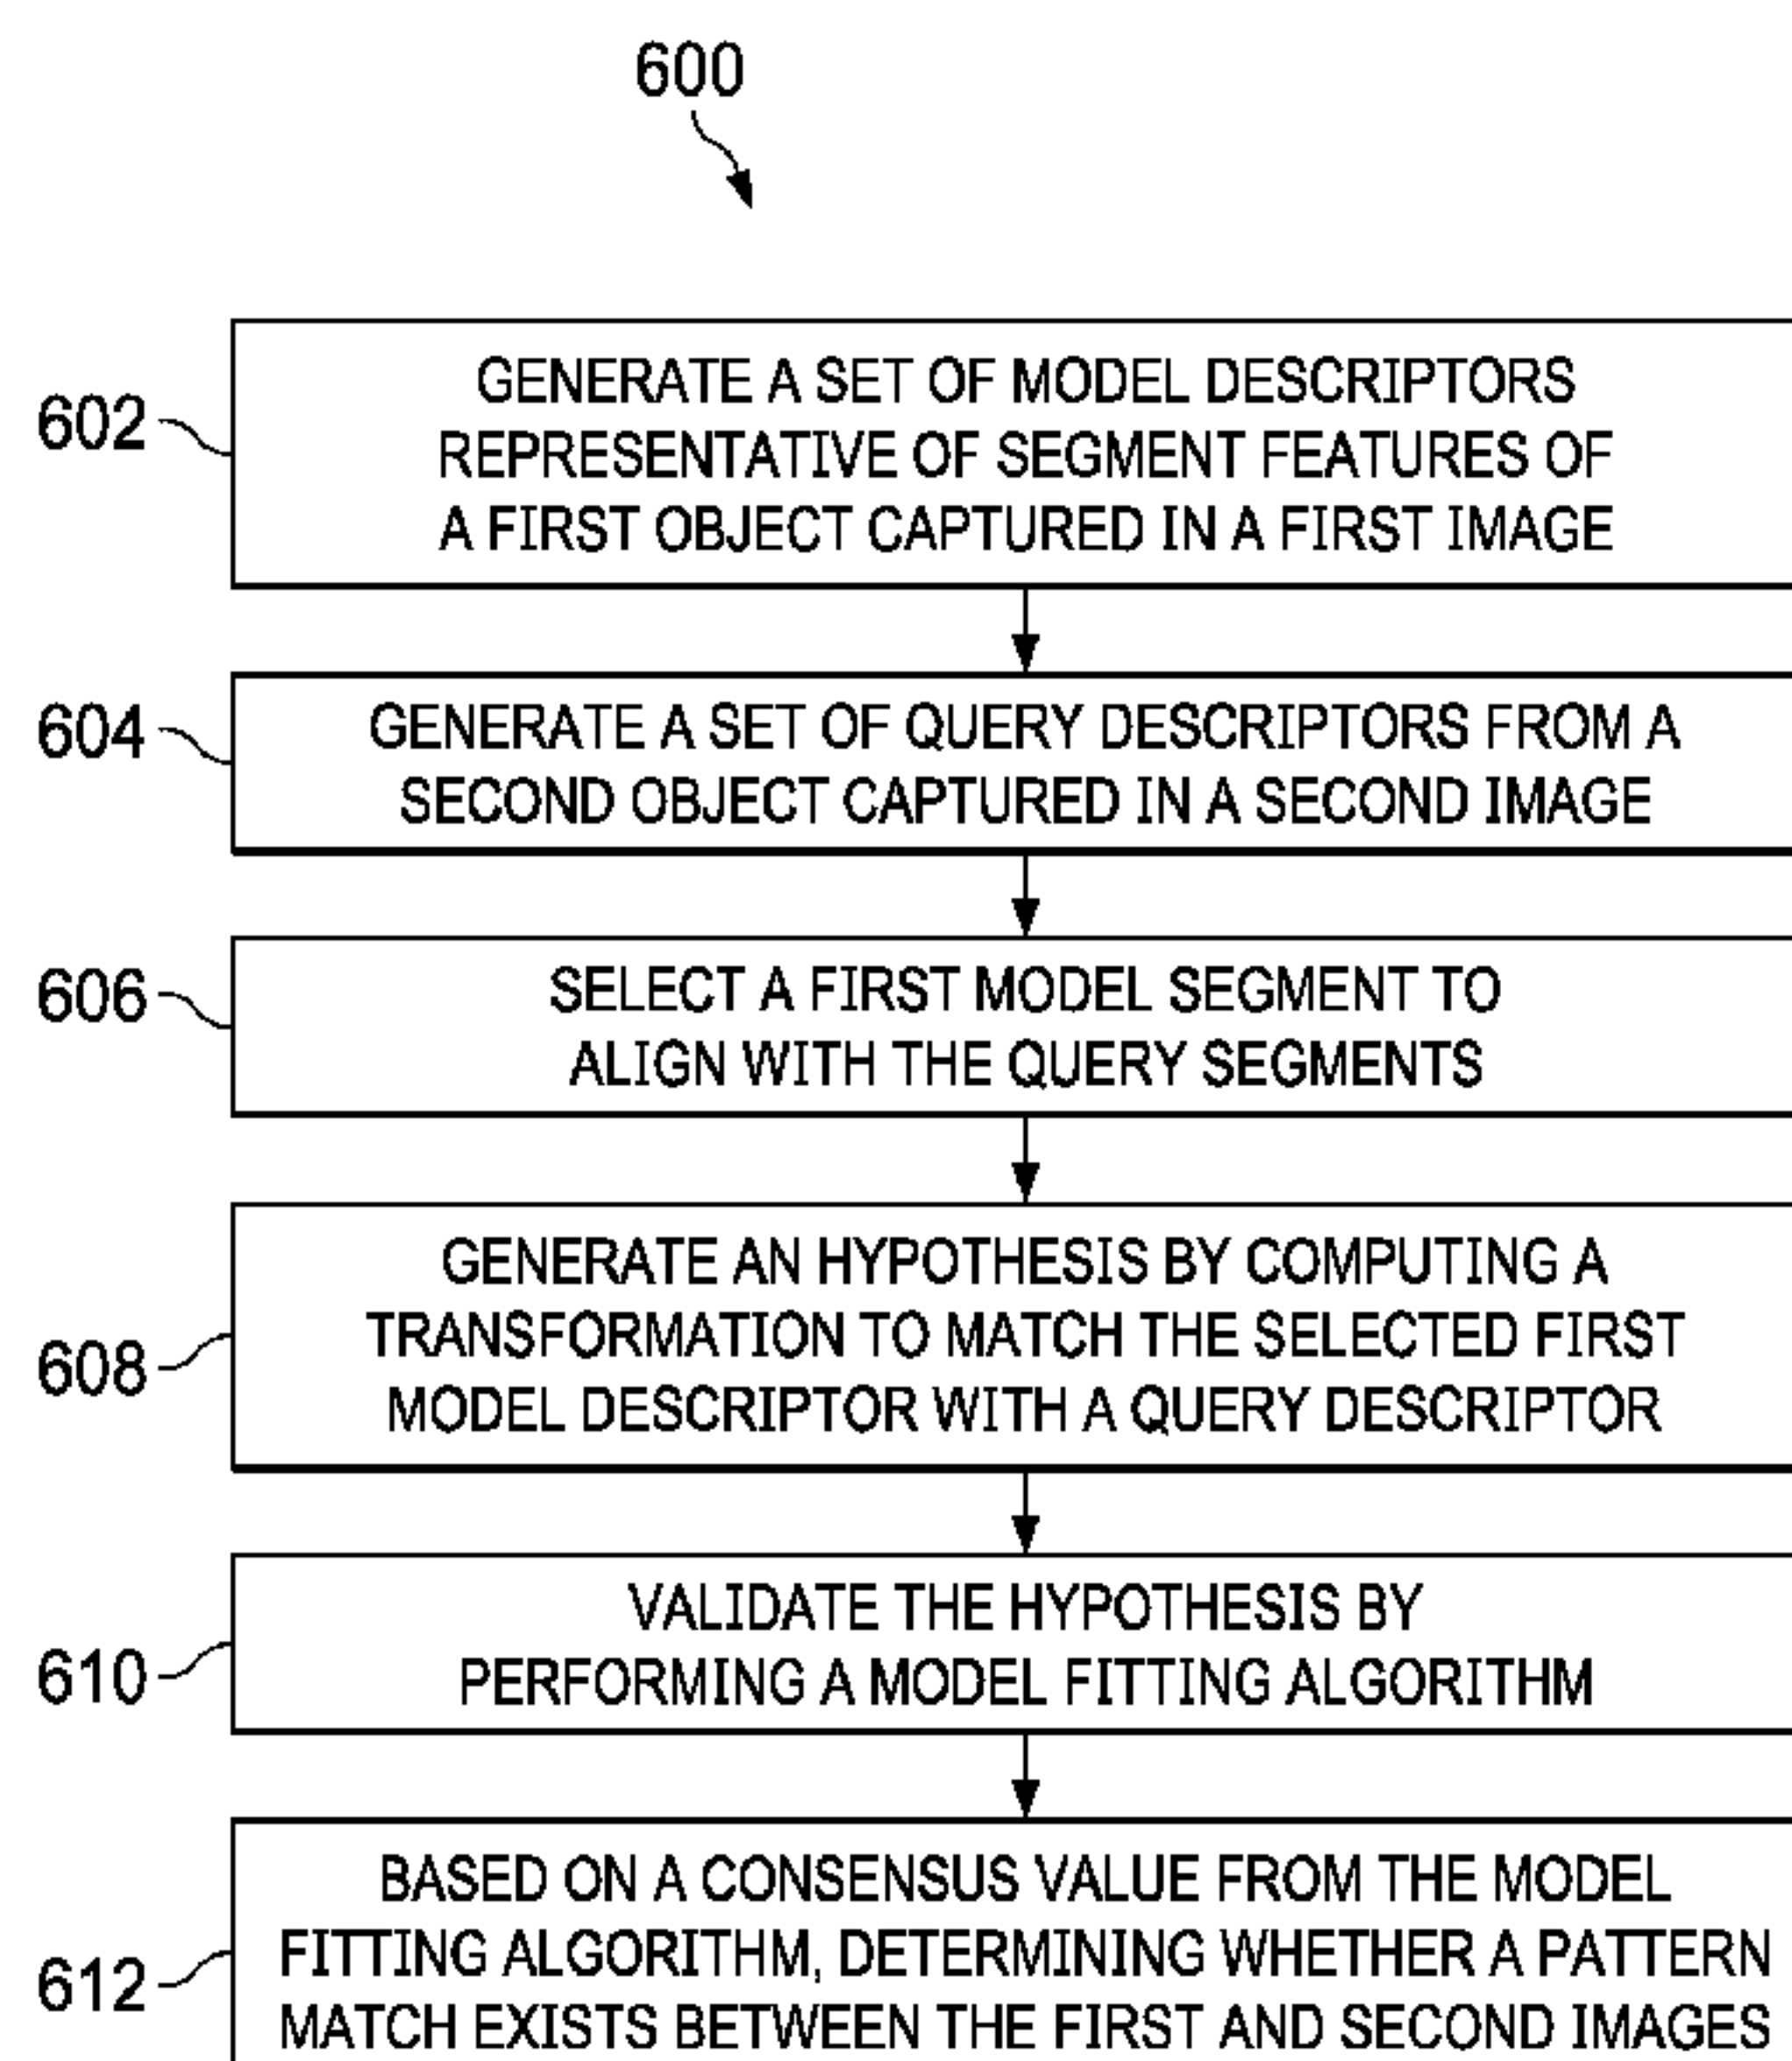 600
602
GENERATE A SET OF MODEL DESCRIPTORS
REPRESENTATIVE OF SEGMENT FEATURES OF
A FIRST OBJECT CAPTURED IN A FIRST IMAGE
604
GENERATE A SET OF QUERY DESCRIPTORS FROM A
SECOND OBJECT CAPTURED IN A SECOND IMAGE
606
SELECT A FIRST MODEL SEGMENT TO
ALIGN WITH THE QUERY SEGMENTS
608
GENERATE AN HYPOTHESIS BY COMPUTING A
TRANSFORMATION TO MATCH THE SELECTED FIRST
MODEL DESCRIPTOR WITH A QUERY DESCRIPTOR
610
VALIDATE THE HYPOTHESIS BY
PERFORMING A MODEL FITTING ALGORITHM
612
BASED ON A CONSENSUS VALUE FROM THE MODEL
FITTING ALGORITHM, DETERMINING WHETHER A PATTERN
MATCH EXISTS BETWEEN THE FIRST AND SECOND IMAGES